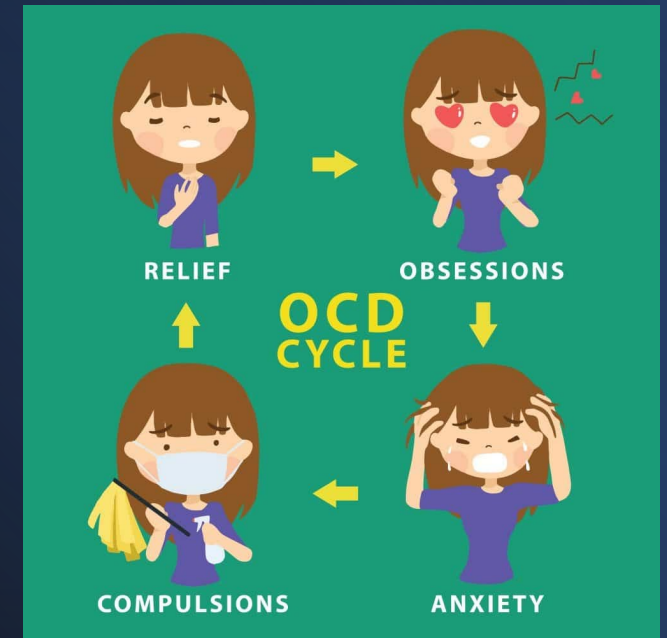 RELIEF
OBSESSIONS
OCD
CYCLE
COMPULSIONS
ANXIETY